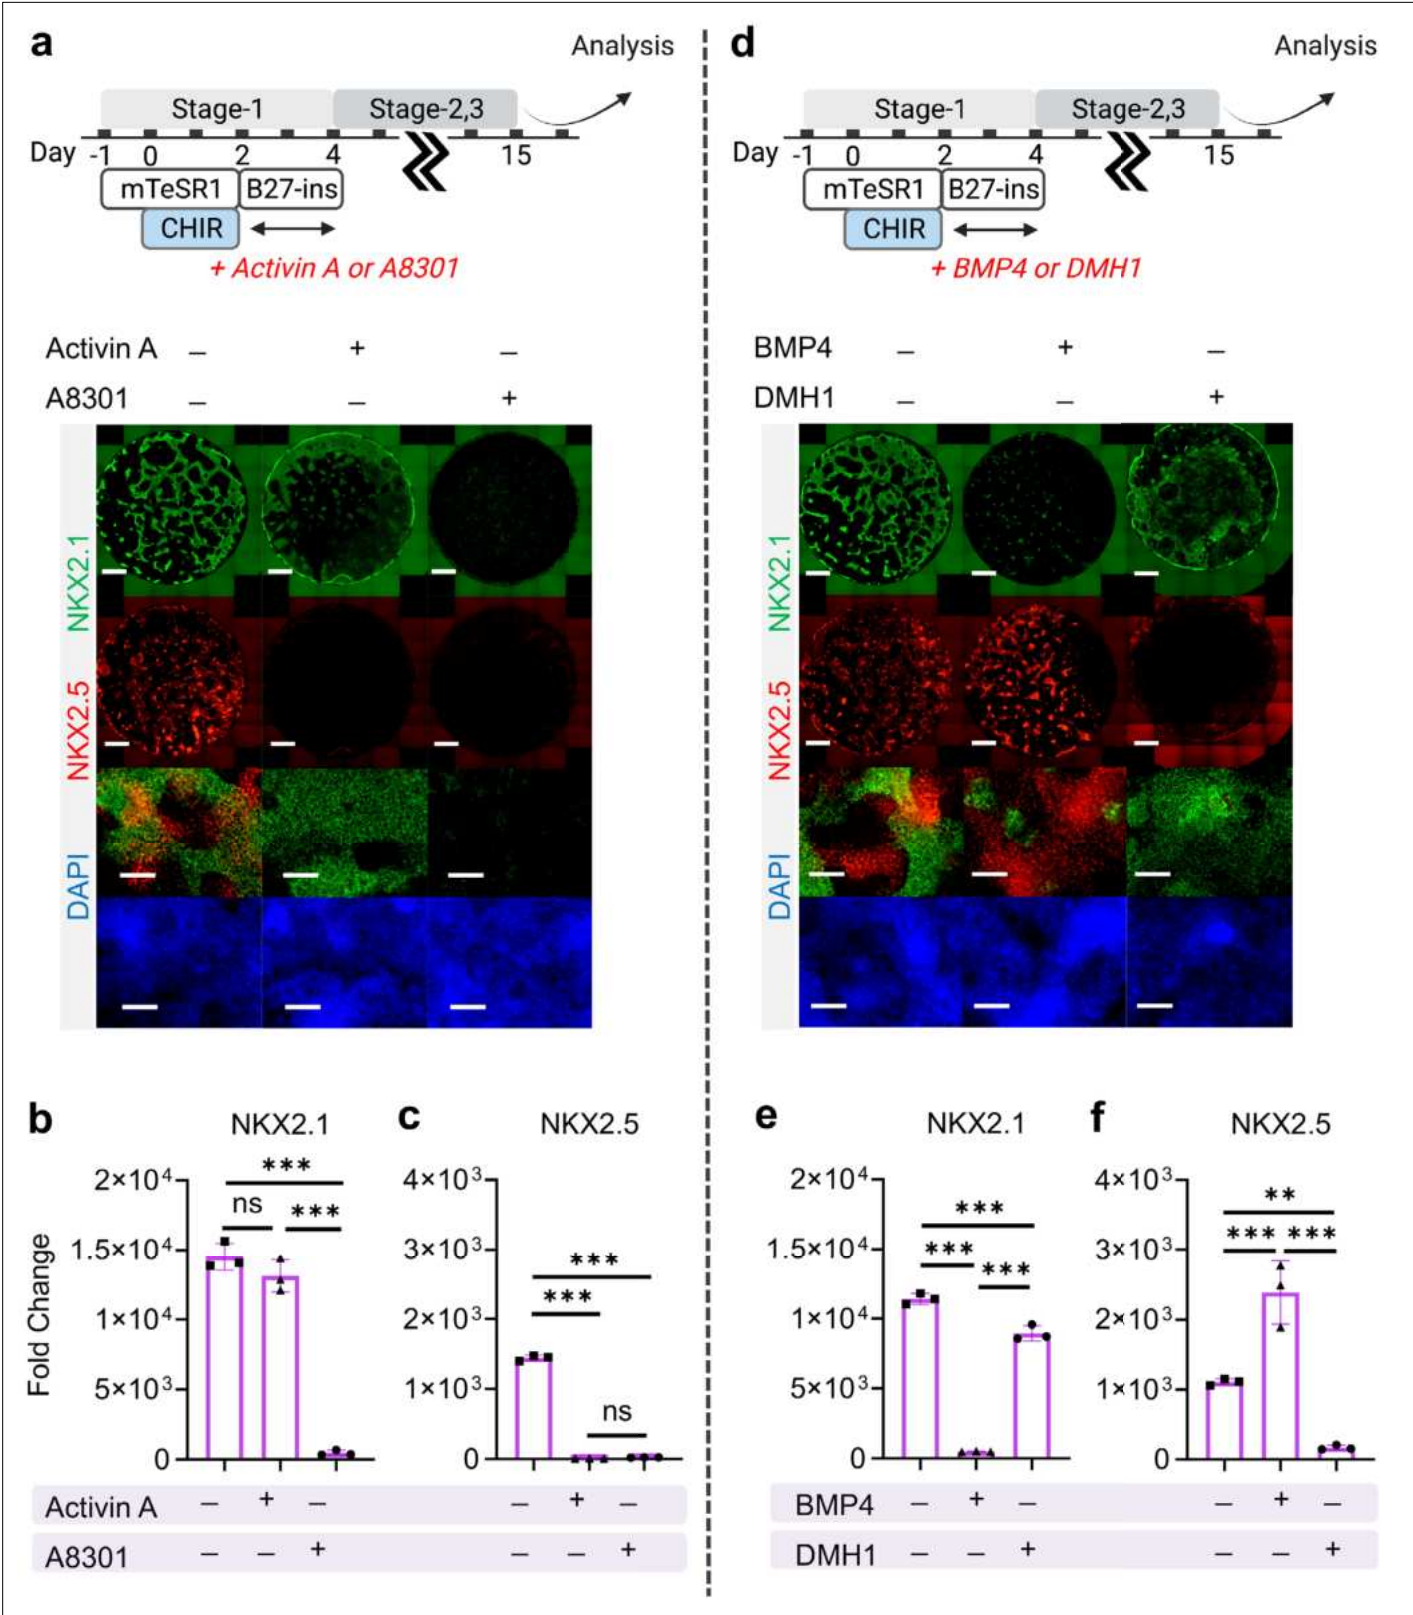 a
Analysis
Stage-1 Stage-2,3
Day -1 0 2 4 15
mTeSR1 B27-ins
CHIR
+ Activin A or A8301
Activin A – + –
A8301 – – +
NKX2.1
NKX2.5
DAPI
b
NKX2.1
2×10⁴
1.5×10⁴
1×10⁴
5×10³
0
Fold Change
***
ns ***
c
NKX2.5
4×10³
3×10³
2×10³
1×10³
0
***
***
ns
Activin A – + – – + –
A8301 – – + – – +
d
Analysis
Stage-1 Stage-2,3
Day -1 0 2 4 15
mTeSR1 B27-ins
CHIR
+ BMP4 or DMH1
BMP4 – + –
DMH1 – – +
NKX2.1
NKX2.5
DAPI
e
NKX2.1
2×10⁴
1.5×10⁴
1×10⁴
5×10³
0
***
***
***
f
NKX2.5
4×10³
3×10³
2×10³
1×10³
0
**
*** ***
BMP4 – + – – + –
DMH1 – – + – – +